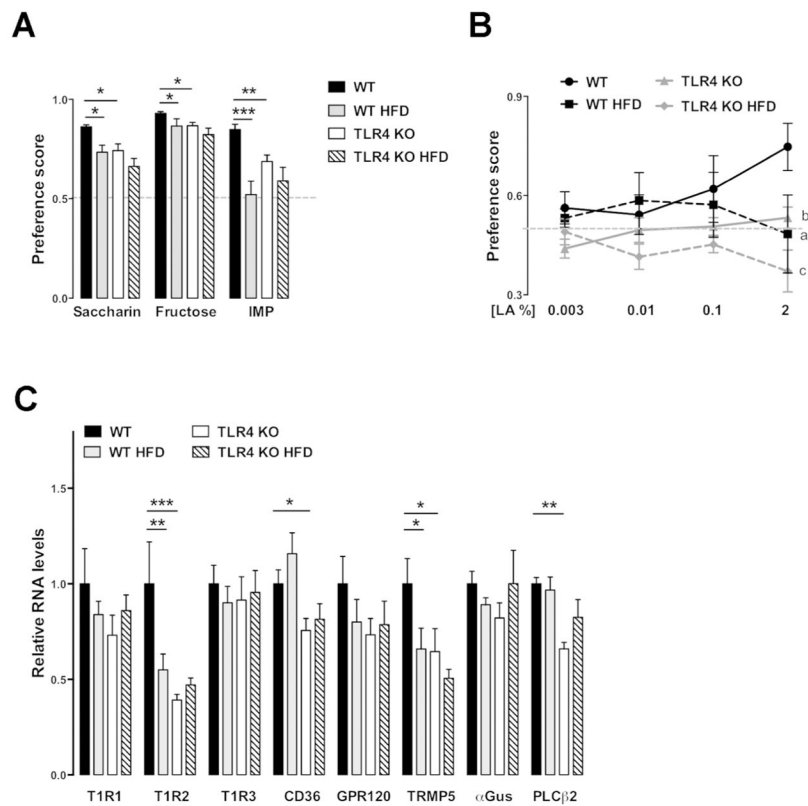 A
B
* *
* *
** ***
WT
WT HFD
TLR4 KO
TLR4 KO HFD
Preference score
1.0
0.5
0.0
Saccharin Fructose IMP
WT
WT HFD
TLR4 KO
TLR4 KO HFD
Preference score
0.9
0.6
0.3
b
a
c
[LA %] 0.003 0.01 0.1 2
C
WT
WT HFD
TLR4 KO
TLR4 KO HFD
Relative RNA levels
1.5
1.0
0.5
0.0
*** * * **
** *
T1R1 T1R2 T1R3 CD36 GPR120 TRMP5 αGus PLCβ2